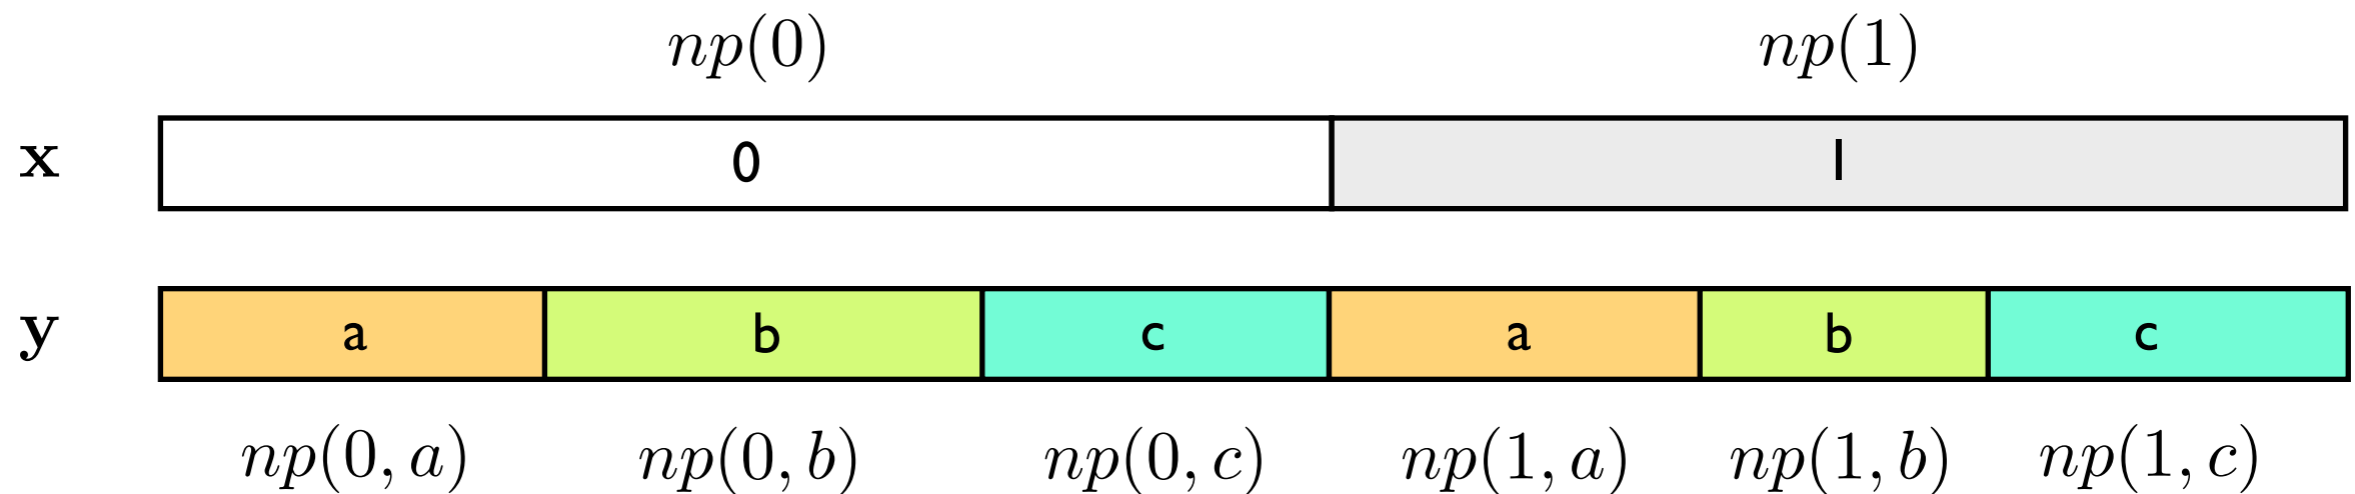 np(0) np(1)
x 0 1
y a b c a b c
np(0, a) np(0, b) np(0, c) np(1, a) np(1, b) np(1, c)